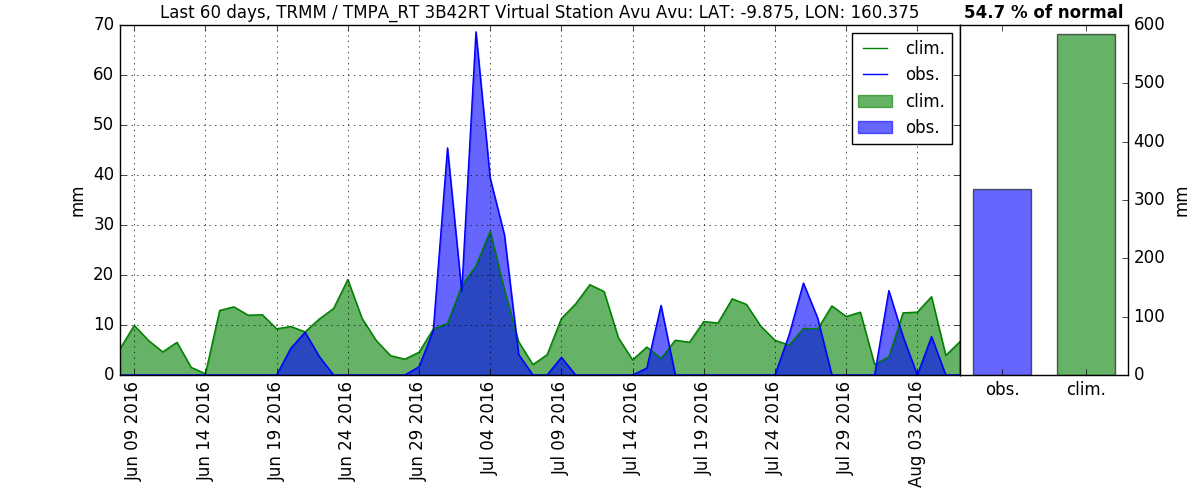 Last 60 days, TRMM / TMPA_RT 3B42RT Virtual Station Avu Avu: LAT: -9.875, LON: 160.375
54.7 % of normal
70
60
50
40
30
20
10
0
mm
clim.
obs.
clim.
obs.
Jun 09 2016
Jun 14 2016
Jun 19 2016
Jun 24 2016
Jun 29 2016
Jul 04 2016
Jul 09 2016
Jul 14 2016
Jul 19 2016
Jul 24 2016
Jul 29 2016
Aug 03 2016
600
500
400
300
200
100
0
mm
obs.
clim.